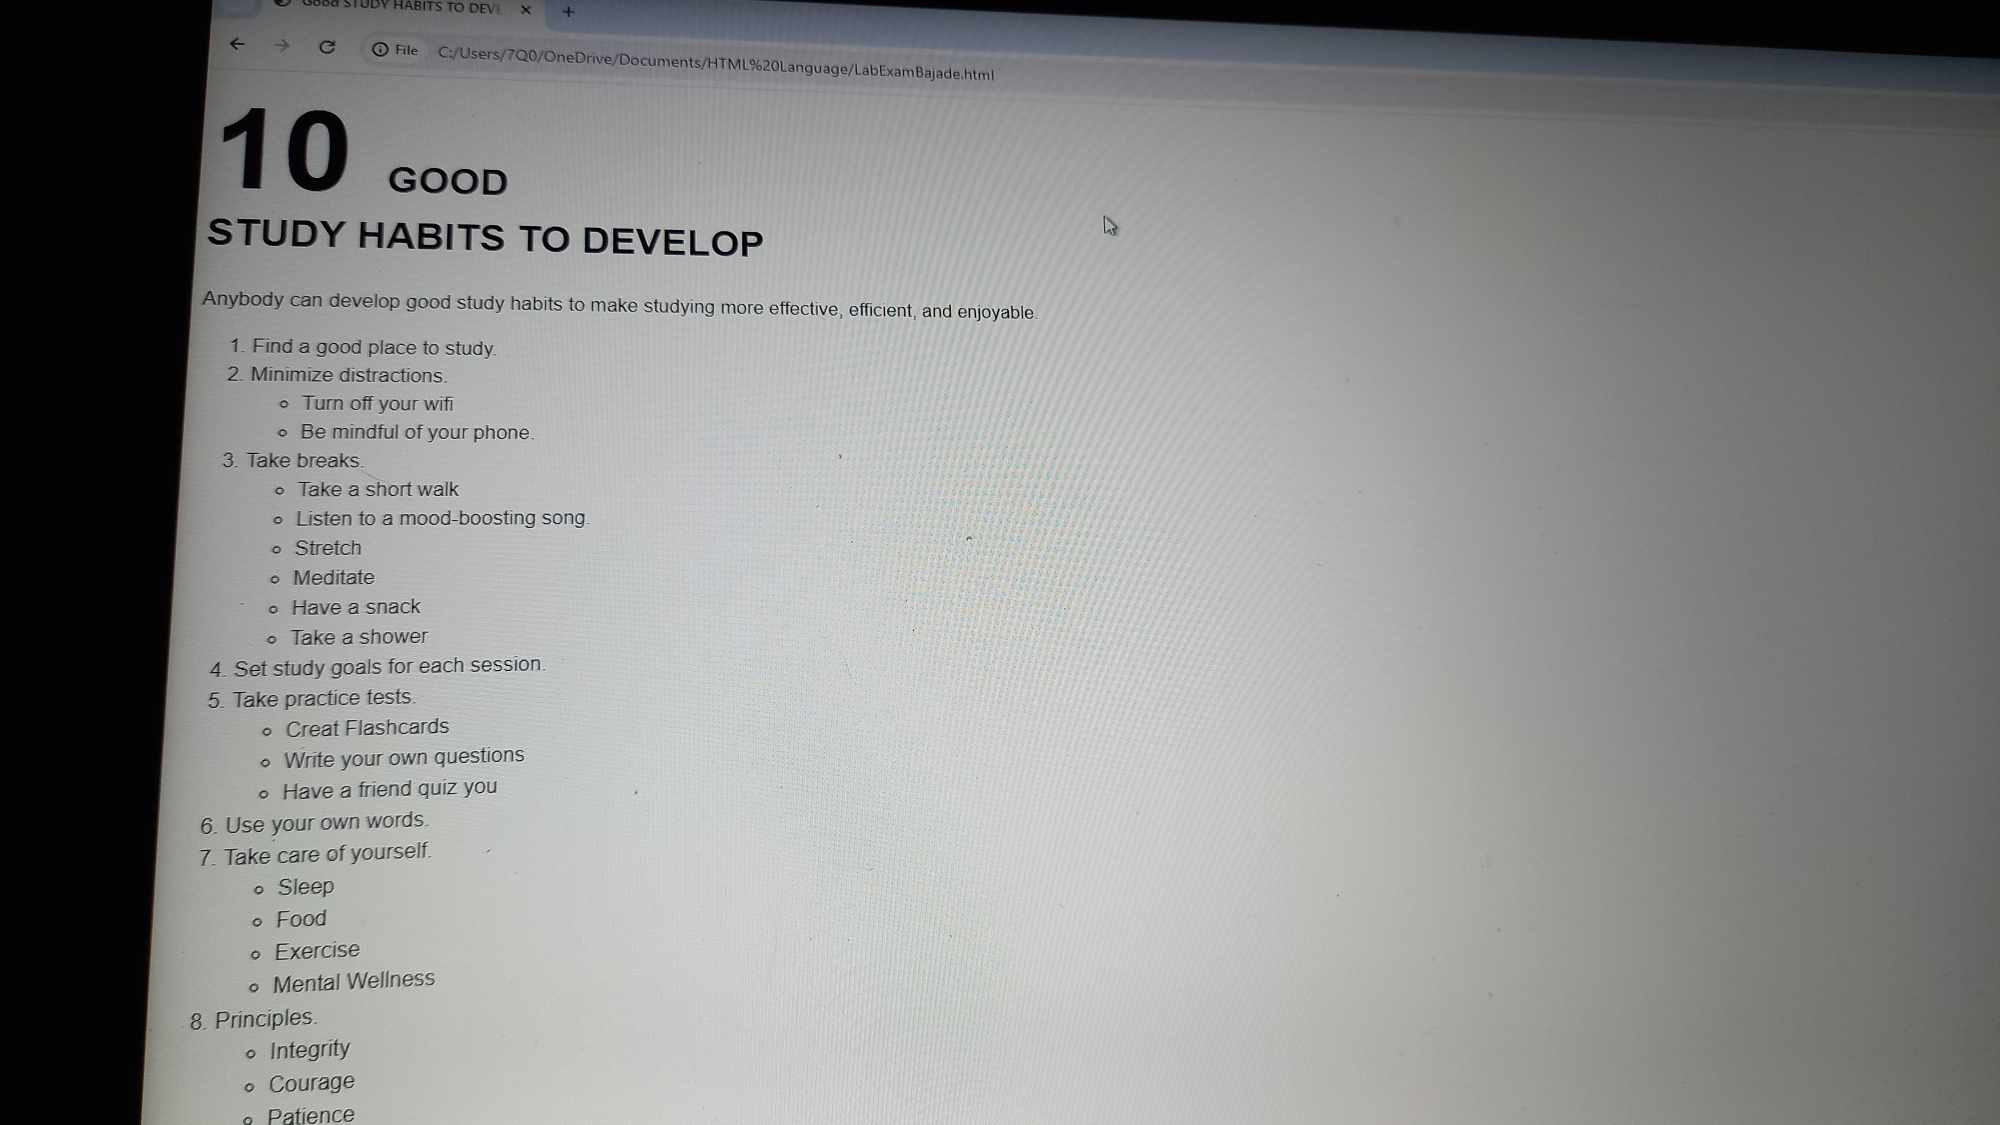 Good STUDY HABITS TO DEVE
File C:/Users/7Q0/OneDrive/Documents/HTML%20Language/LabExamBajade.html
10 GOOD
STUDY HABITS TO DEVELOP
Anybody can develop good study habits to make studying more effective, efficient, and enjoyable.
1. Find a good place to study.
2. Minimize distractions.
Turn off your wifi
Be mindful of your phone.
3. Take breaks.
Take a short walk
Listen to a mood-boosting song.
Stretch
Meditate
Have a snack
Take a shower
4. Set study goals for each session.
5. Take practice tests.
Creat Flashcards
Write your own questions
Have a friend quiz you
6. Use your own words.
7. Take care of yourself.
Sleep
Food
Exercise
Mental Wellness
8. Principles.
Integrity
Courage
Patience